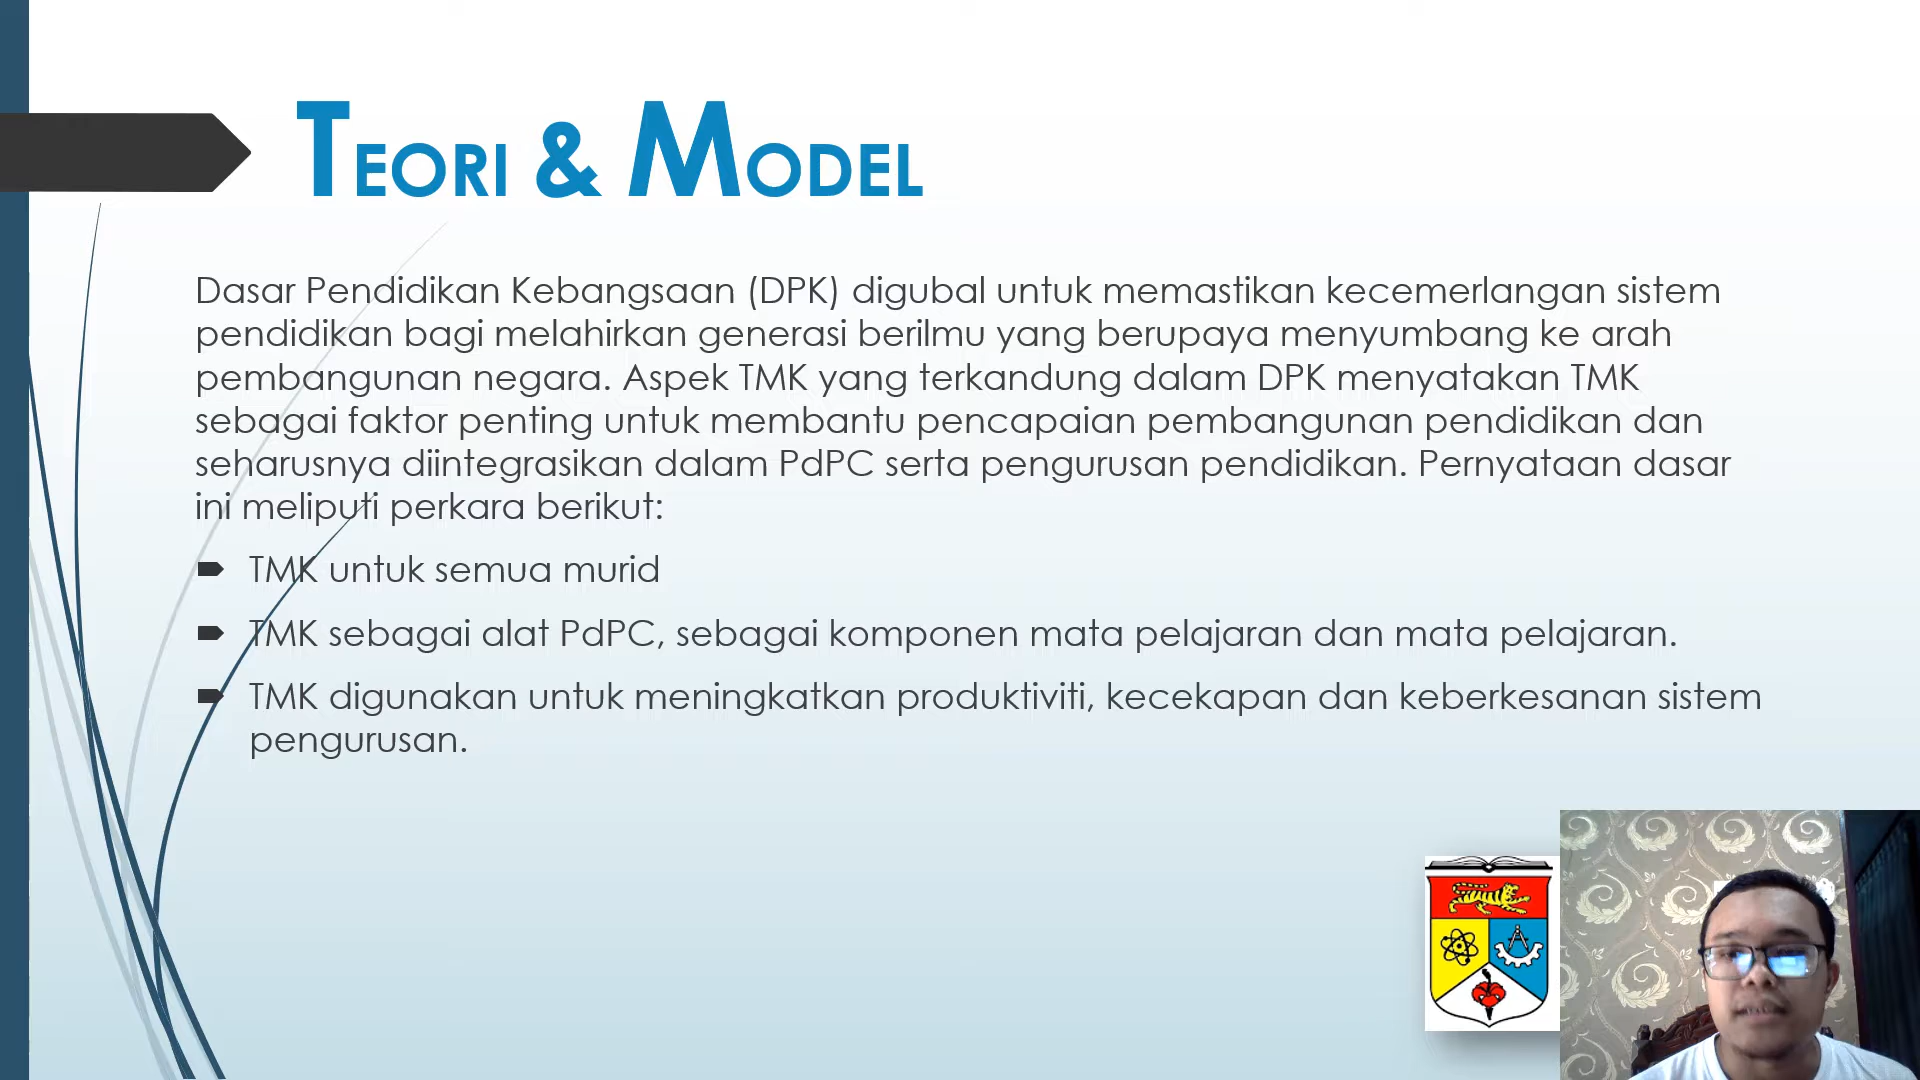 TEORI & MODEL
Dasar Pendidikan Kebangsaan (DPK) digubal untuk memastikan kecemerlangan sistem
pendidikan bagi melahirkan generasi berilmu yang berupaya menyumbang ke arah
pembangunan negara. Aspek TMK yang terkandung dalam DPK menyatakan TMK
sebagai faktor penting untuk membantu pencapaian pembangunan pendidikan dan
seharusnya diintegrasikan dalam PdPC serta pengurusan pendidikan. Pernyataan dasar
ini meliputi perkara berikut:
TMK untuk semua murid
TMK sebagai alat PdPC, sebagai komponen mata pelajaran dan mata pelajaran.
TMK digunakan untuk meningkatkan produktiviti, kecekapan dan keberkesanan sistem
pengurusan.